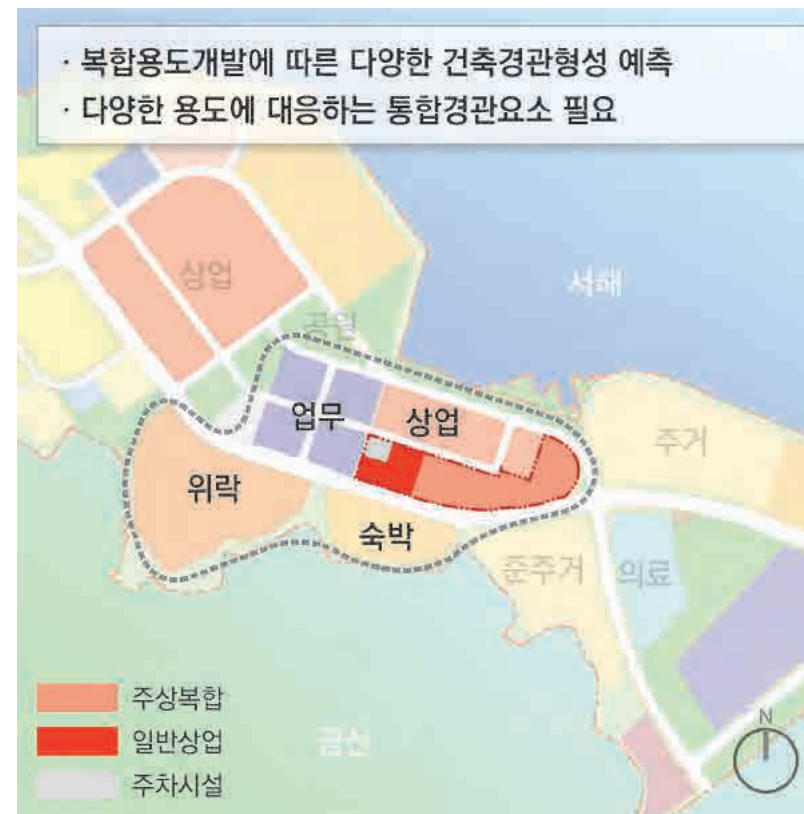 · 복합용도개발에 따른 다양한 건축경관형성 예측
· 다양한 용도에 대응하는 통합경관요소 필요
상업
서해
공원
업무
상업
주거
위락
숙박
준주거
의료
주상복합
일반상업
주차시설
N